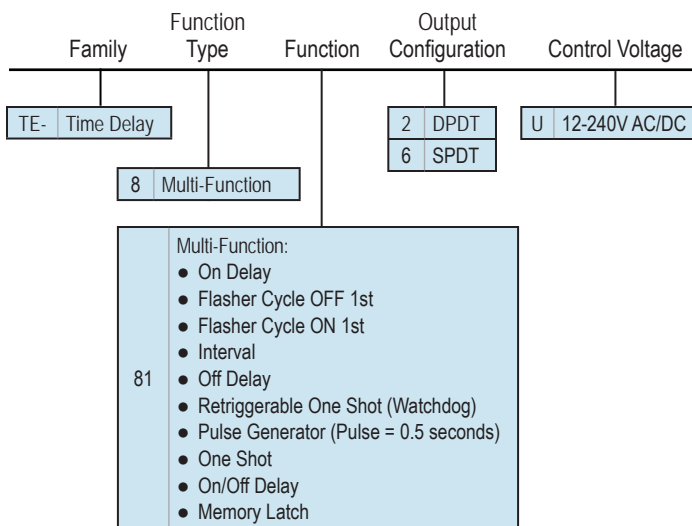 Family
Function
Type
Function
Output
Configuration
Control Voltage
TE- Time Delay
8 Multi-Function
2 DPDT
6 SPDT
U 12-240V AC/DC
81
Multi-Function:
● On Delay
● Flasher Cycle OFF 1st
● Flasher Cycle ON 1st
● Interval
● Off Delay
● Retriggerable One Shot (Watchdog)
● Pulse Generator (Pulse = 0.5 seconds)
● One Shot
● On/Off Delay
● Memory Latch